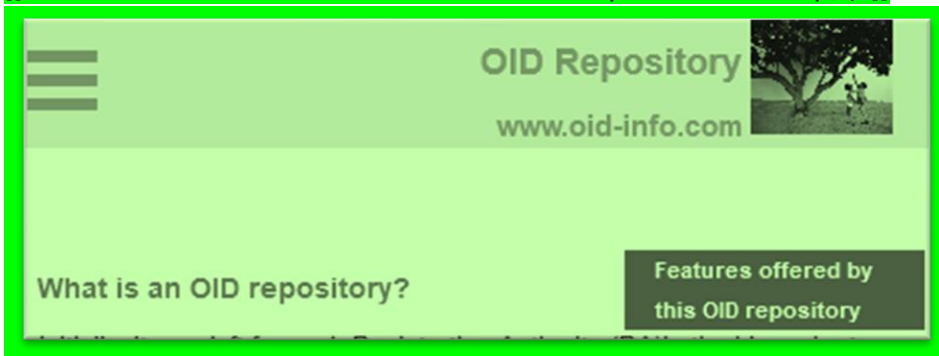 OID Repository
www.oid-info.com
What is an OID repository?
Features offered by
this OID repository